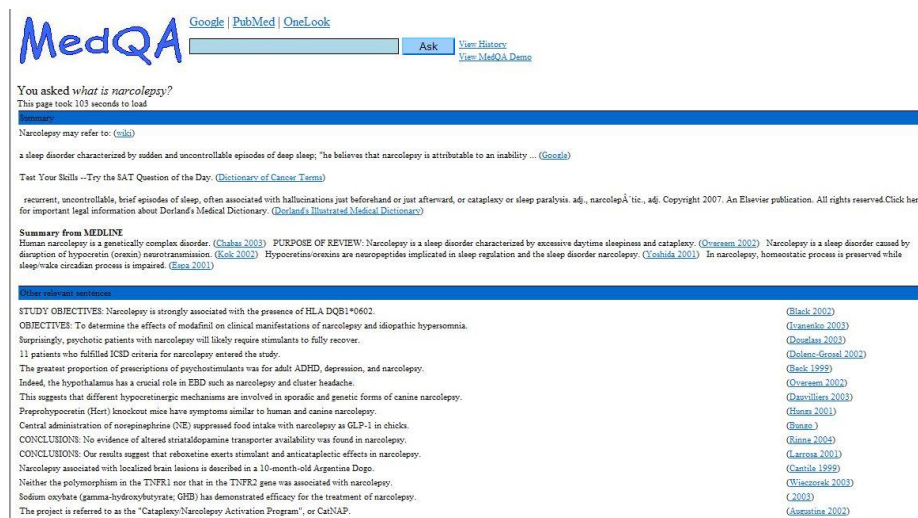 MedQA
Google | PubMed | OneLook
Ask
View History
View MedQA Demo
You asked what is narcolepsy?
This page took 103 seconds to load
Summary
Narcolepsy may refer to: (wiki)
a sleep disorder characterized by sudden and uncontrollable episodes of deep sleep; "he believes that narcolepsy is attributable to an inability ... (Google)
Test Your Skills --Try the SAT Question of the Day. (Dictionary of Cancer Terms)
recurrent, uncontrollable, brief episodes of sleep, often associated with hallucinations just beforehand or just afterward, or cataplexy or sleep paralysis. adj., narcolepÂ´tic., adj. Copyright 2007. An Elsevier publication. All rights reserved.Click her
for important legal information about Dorland's Medical Dictionary. (Dorland's Illustrated Medical Dictionary)
Summary from MEDLINE
Human narcolepsy is a genetically complex disorder. (Chabas 2003) PURPOSE OF REVIEW: Narcolepsy is a sleep disorder characterized by excessive daytime sleepiness and cataplexy. (Overeem 2002) Narcolepsy is a sleep disorder caused by
disruption of hypocretin (orexin) neurotransmission. (Kok 2002) Hypocretins/orexins are neuropeptides implicated in sleep regulation and the sleep disorder narcolepsy. (Yoshida 2001) In narcolepsy, homeostatic process is preserved while
sleep/wake circadian process is impaired. (Espa 2001)
Other relevant sentences
STUDY OBJECTIVES: Narcolepsy is strongly associated with the presence of HLA DQB1*0602. (Black 2002)
OBJECTIVES: To determine the effects of modafinil on clinical manifestations of narcolepsy and idiopathic hypersomnia. (Ivanenko 2003)
Surprisingly, psychotic patients with narcolepsy will likely require stimulants to fully recover. (Douglass 2003)
11 patients who fulfilled ICSD criteria for narcolepsy entered the study. (Dolenc-Grosel 2002)
The greatest proportion of prescriptions of psychostimulants was for adult ADHD, depression, and narcolepsy. (Beck 1999)
Indeed, the hypothalamus has a crucial role in EBD such as narcolepsy and cluster headache. (Overeem 2002)
This suggests that different hypocretinergic mechanisms are involved in sporadic and genetic forms of canine narcolepsy. (Dauvilliers 2003)
Preprohypocretin (Hcrt) knockout mice have symptoms similar to human and canine narcolepsy. (Hungs 2001)
Central administration of norepinephrine (NE) suppressed food intake with narcolepsy as GLP-1 in chicks. (Bungo )
CONCLUSIONS: No evidence of altered striataldopamine transporter availability was found in narcolepsy. (Rinne 2004)
CONCLUSIONS: Our results suggest that reboxetine exerts stimulant and anticataplectic effects in narcolepsy. (Larrosa 2001)
Narcolepsy associated with localized brain lesions is described in a 10-month-old Argentine Dogo. (Cantile 1999)
Neither the polymorphism in the TNFR1 nor that in the TNFR2 gene was associated with narcolepsy. (Wieczorek 2003)
Sodium oxybate (gamma-hydroxybutyrate; GHB) has demonstrated efficacy for the treatment of narcolepsy. ( 2003)
The project is referred to as the "Cataplexy/Narcolepsy Activation Program", or CatNAP. (Augustine 2002)